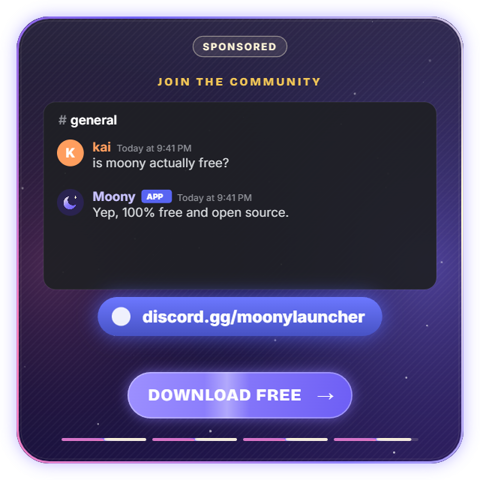 SPONSORED
JOIN THE COMMUNITY
# general
K
kai Today at 9:41 PM
is moony actually free?
Moony APP Today at 9:41 PM
Yep, 100% free and open source.
discord.gg/moonylauncher
DOWNLOAD FREE →